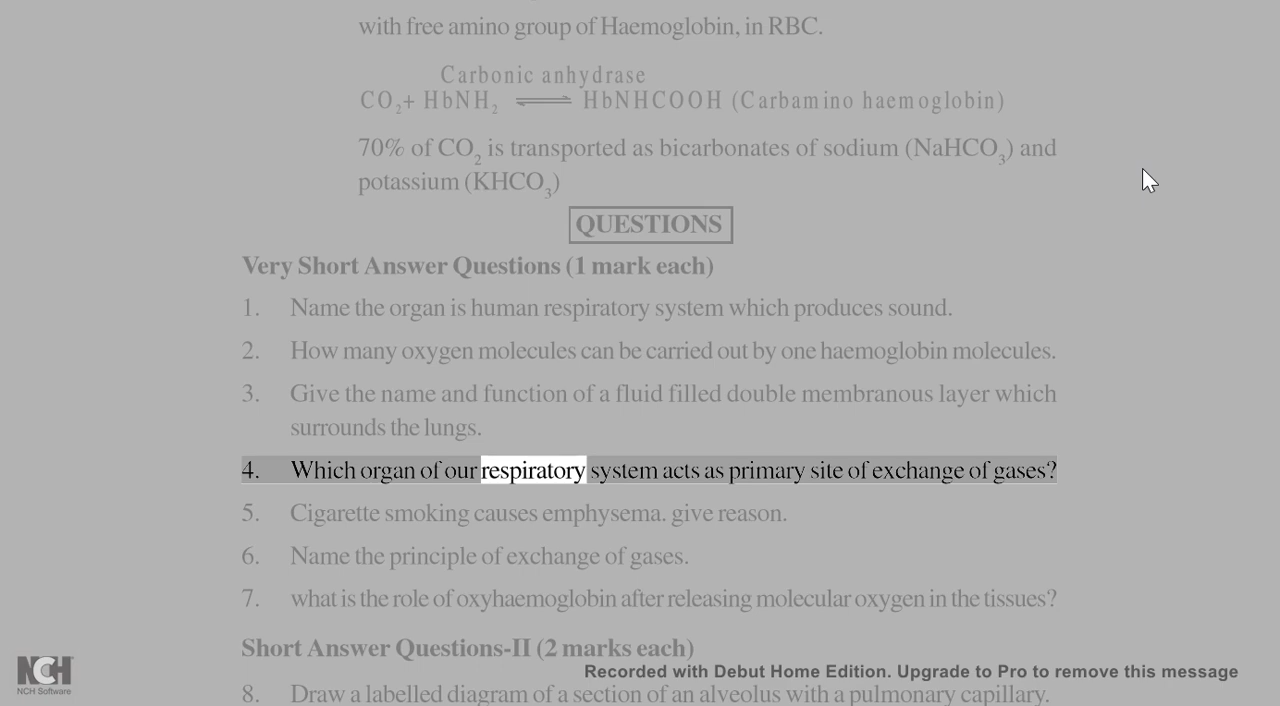 with free amino group of Haemoglobin, in RBC.
Carbonic anhydrase
CO₂+ HbNH₂ ⇌ HbNHCOOH (Carbamino haemoglobin)
70% of CO₂ is transported as bicarbonates of sodium (NaHCO₃) and
potassium (KHCO₃)
QUESTIONS
Very Short Answer Questions (1 mark each)
1. Name the organ is human respiratory system which produces sound.
2. How many oxygen molecules can be carried out by one haemoglobin molecules.
3. Give the name and function of a fluid filled double membranous layer which
surrounds the lungs.
4. Which organ of our respiratory system acts as primary site of exchange of gases?
5. Cigarette smoking causes emphysema. give reason.
6. Name the principle of exchange of gases.
7. what is the role of oxyhaemoglobin after releasing molecular oxygen in the tissues?
Short Answer Questions-II (2 marks each)
8. Draw a labelled diagram of a section of an alveolus with a pulmonary capillary.
NCH
NCH Software
Recorded with Debut Home Edition. Upgrade to Pro to remove this message